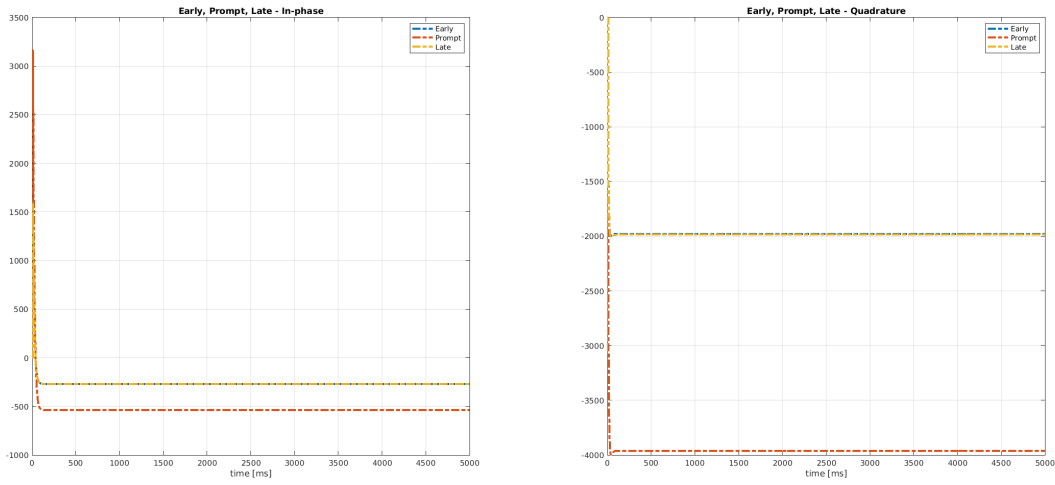 Early, Prompt, Late - In-phase
3500
3000
2500
2000
1500
1000
500
0
-500
-1000
0 500 1000 1500 2000 2500 3000 3500 4000 4500 5000
time [ms]
Early
Prompt
Late
Early, Prompt, Late - Quadrature
0
-500
-1000
-1500
-2000
-2500
-3000
-3500
-4000
0 500 1000 1500 2000 2500 3000 3500 4000 4500 5000
time [ms]
Early
Prompt
Late